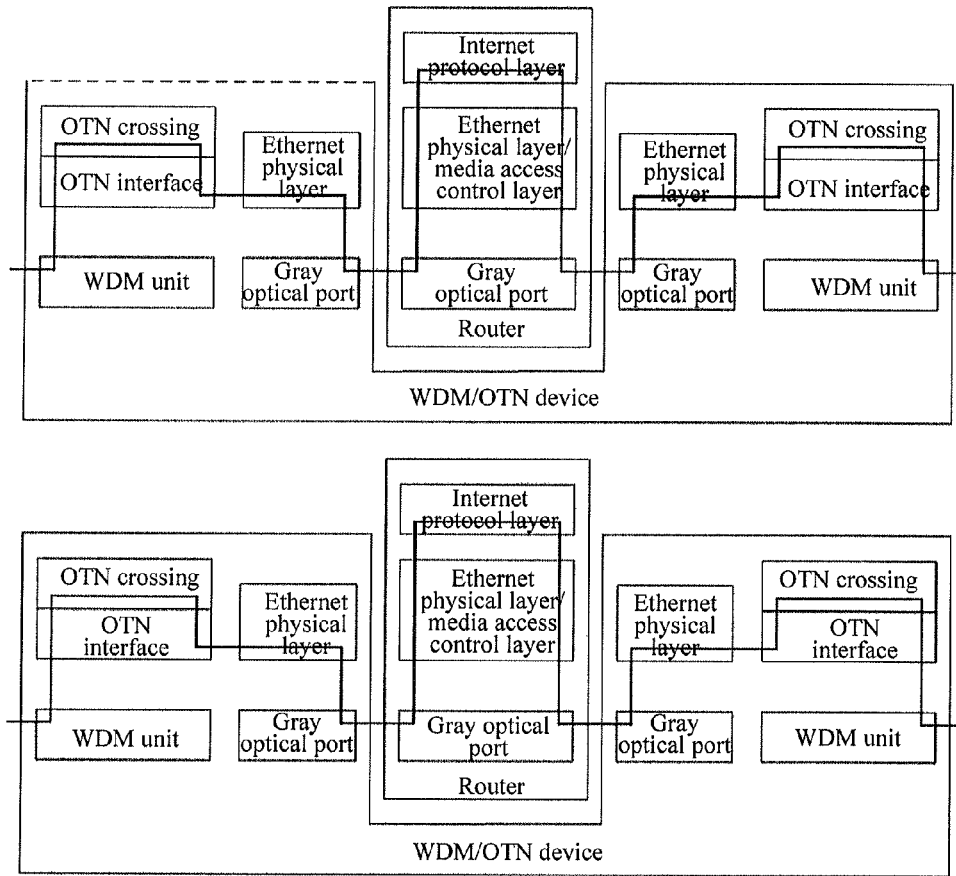 Internet
protocol layer
OTN crossing
OTN interface
Ethernet
physical
layer
Ethernet
physical layer/
media access
control layer
Ethernet
physical
layer
OTN crossing
OTN interface
WDM unit
Gray
optical port
Gray
optical port
Gray
optical port
WDM unit
Router
WDM/OTN device
Internet
protocol layer
OTN crossing
OTN
interface
Ethernet
physical
layer
Ethernet
physical layer/
media access
control layer
Ethernet
physical
layer
OTN crossing
OTN
interface
WDM unit
Gray
optical port
Gray optical
port
Gray
optical port
WDM unit
Router
WDM/OTN device